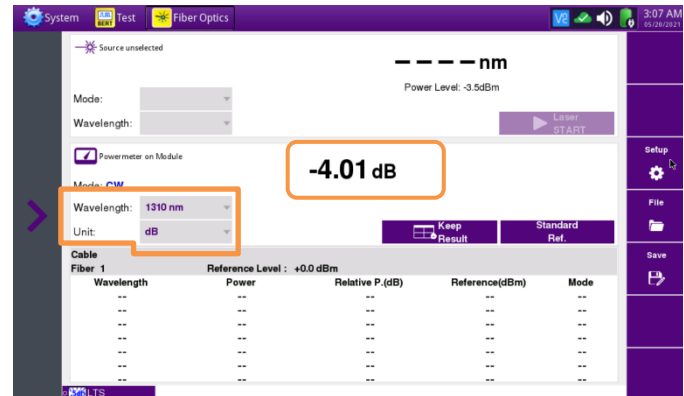 System Test Fiber Optics V2 3:07 AM
05/20/2021
BERT
Source unselected
– – – – nm
Power Level: -3.5dBm
Mode:
Wavelength:
Laser
START
Powermeter on Module
-4.01 dB
Mode: CW
Wavelength: 1310 nm
Unit: dB
Keep
Result
Standard
Ref.
Setup
File
Save
Cable
Fiber 1 Reference Level : +0.0 dBm
Wavelength Power Relative P.(dB) Reference(dBm) Mode
-- -- -- -- --
-- -- -- -- --
-- -- -- -- --
-- -- -- -- --
-- -- -- -- --
-- -- -- -- --
LTS